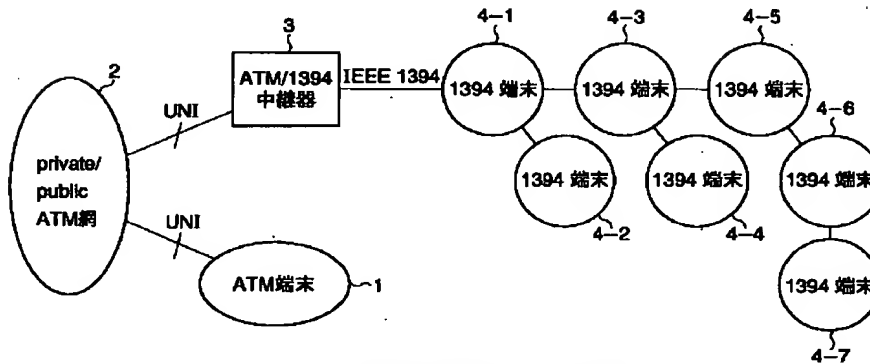 4-1
4-3
4-5
3
2
ATM/1394
中継器
IEEE 1394
1394 端末
1394 端末
1394 端末
4-6
UNI
private/
public
ATM網
1394 端末
1394 端末
1394 端末
UNI
4-2
4-4
ATM端末
1
1394 端末
4-7